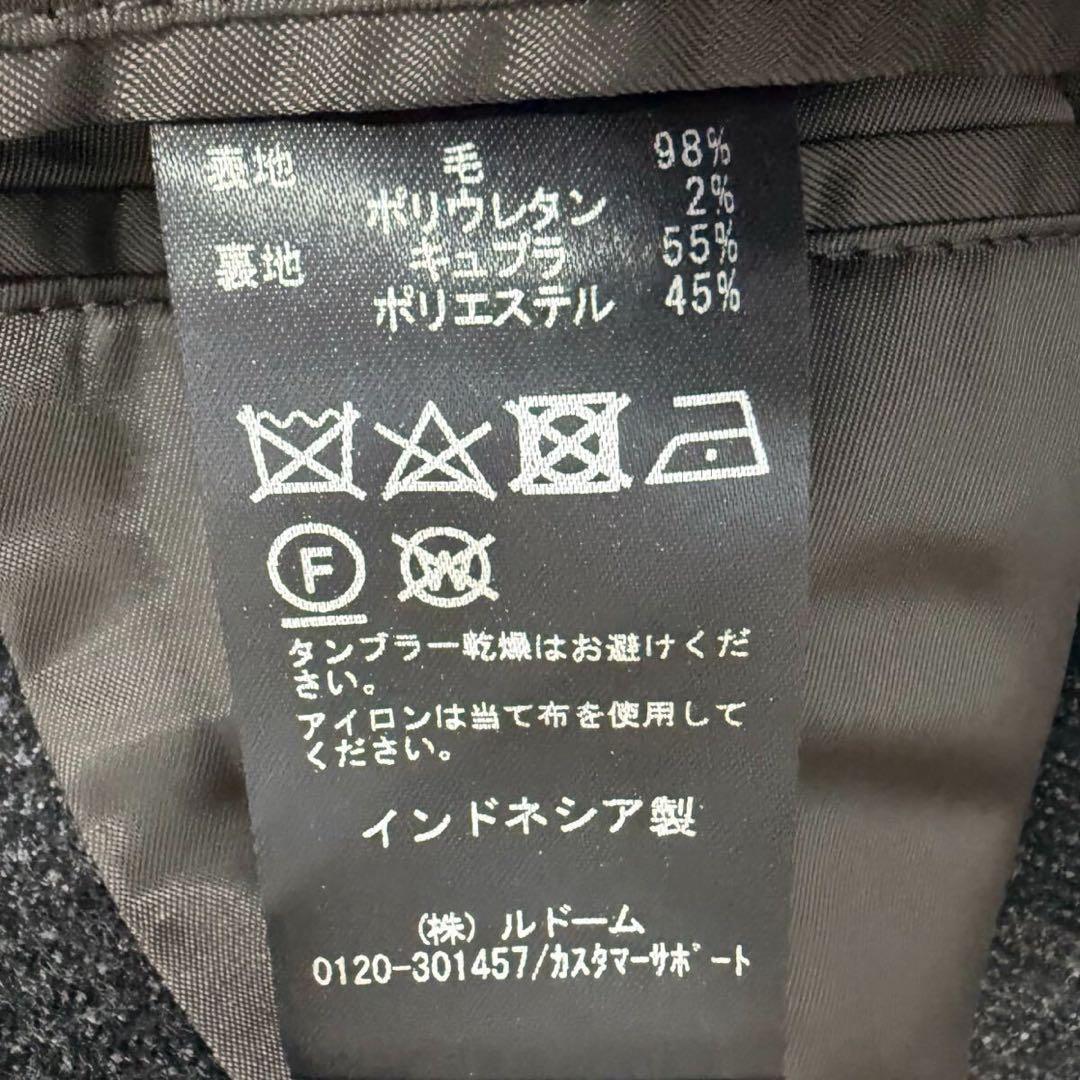 表地 毛 98%
ポリウレタン 2%
裏地 キュプラ 55%
ポリエステル 45%
F W
タンブラー乾燥はお避けくだ
さい。
アイロンは当て布を使用して
ください。
インドネシア製
(株) ルドーム
0120-301457/カスタマーサポート